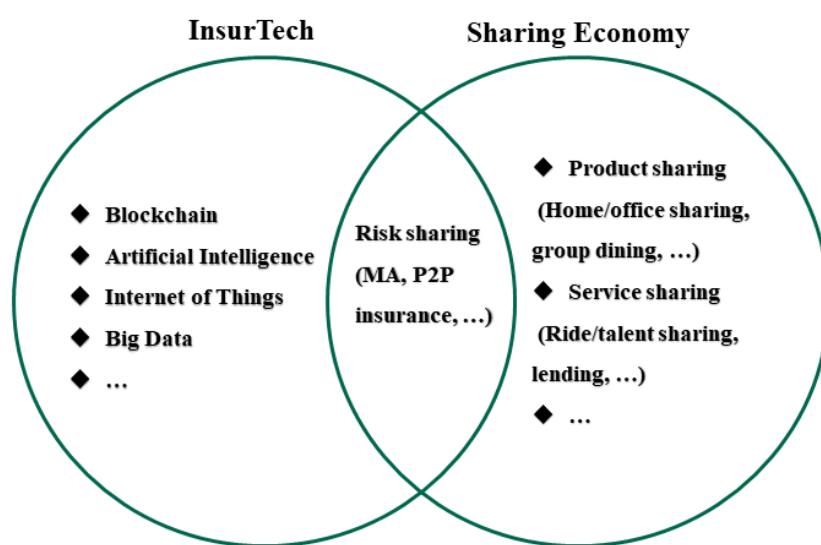 InsurTech
Sharing Economy
◆ Blockchain
◆ Artificial Intelligence
◆ Internet of Things
◆ Big Data
◆ …
Risk sharing
(MA, P2P
insurance, …)
◆ Product sharing
(Home/office sharing,
group dining, …)
◆ Service sharing
(Ride/talent sharing,
lending, …)
◆ …